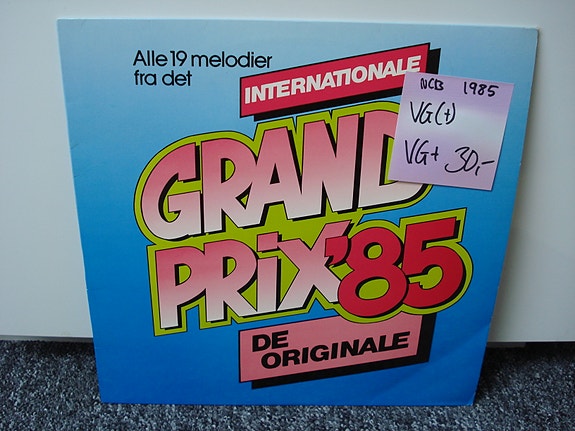 Alle 19 melodier
fra det
INTERNATIONALE
GRAND
PRiX'85
DE
ORIGINALE
NCB 1985
VG(+)
VG+ 30,-